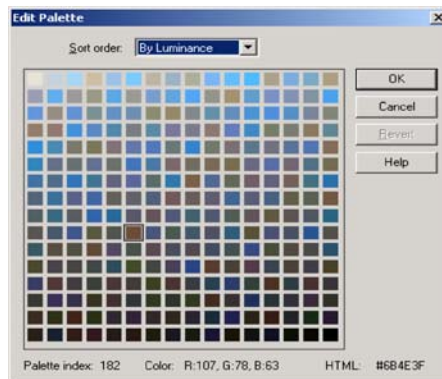 Edit Palette
Sort order: By Luminance
OK
Cancel
Revert
Help
Palette index: 182 Color: R:107, G:78, B:63 HTML: #6B4E3F